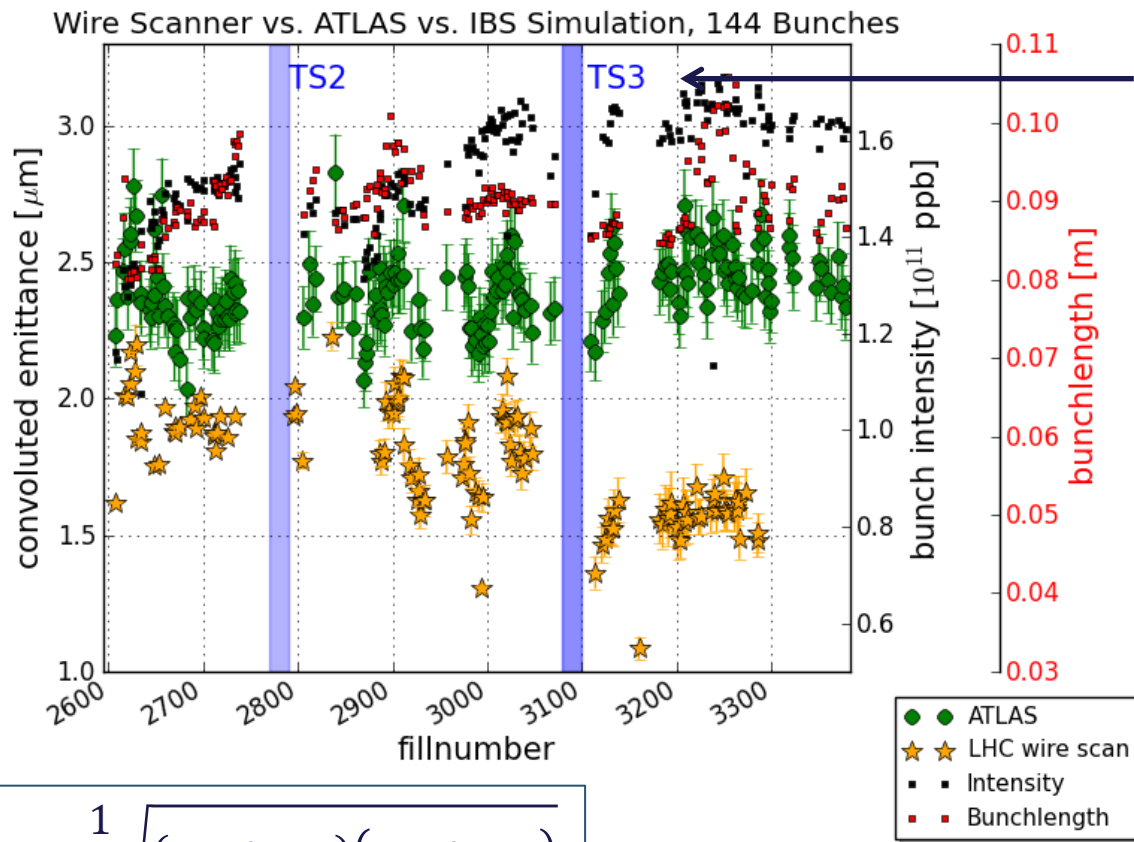 Wire Scanner vs. ATLAS vs. IBS Simulation, 144 Bunches
TS2
TS3
convoluted emittance [μm]
3.0
2.5
2.0
1.5
1.0
1.6
1.4
1.2
1.0
0.8
0.6
bunch intensity [10¹¹ ppb]
0.11
0.10
0.09
0.08
0.07
0.06
0.05
0.04
0.03
bunchlength [m]
2600 2700 2800 2900 3000 3100 3200 3300
fillnumber
ATLAS
LHC wire scan
Intensity
Bunchlength
1